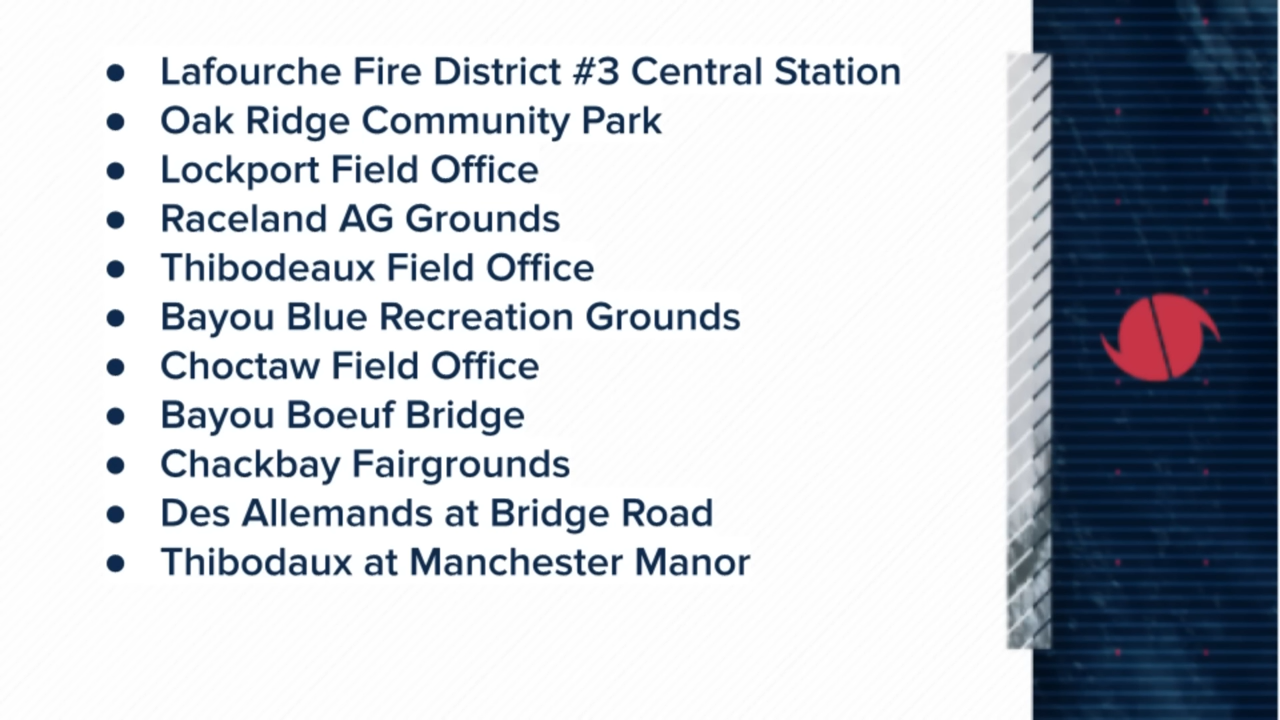 ● Lafourche Fire District #3 Central Station
● Oak Ridge Community Park
● Lockport Field Office
● Raceland AG Grounds
● Thibodeaux Field Office
● Bayou Blue Recreation Grounds
● Choctaw Field Office
● Bayou Boeuf Bridge
● Chackbay Fairgrounds
● Des Allemands at Bridge Road
● Thibodaux at Manchester Manor